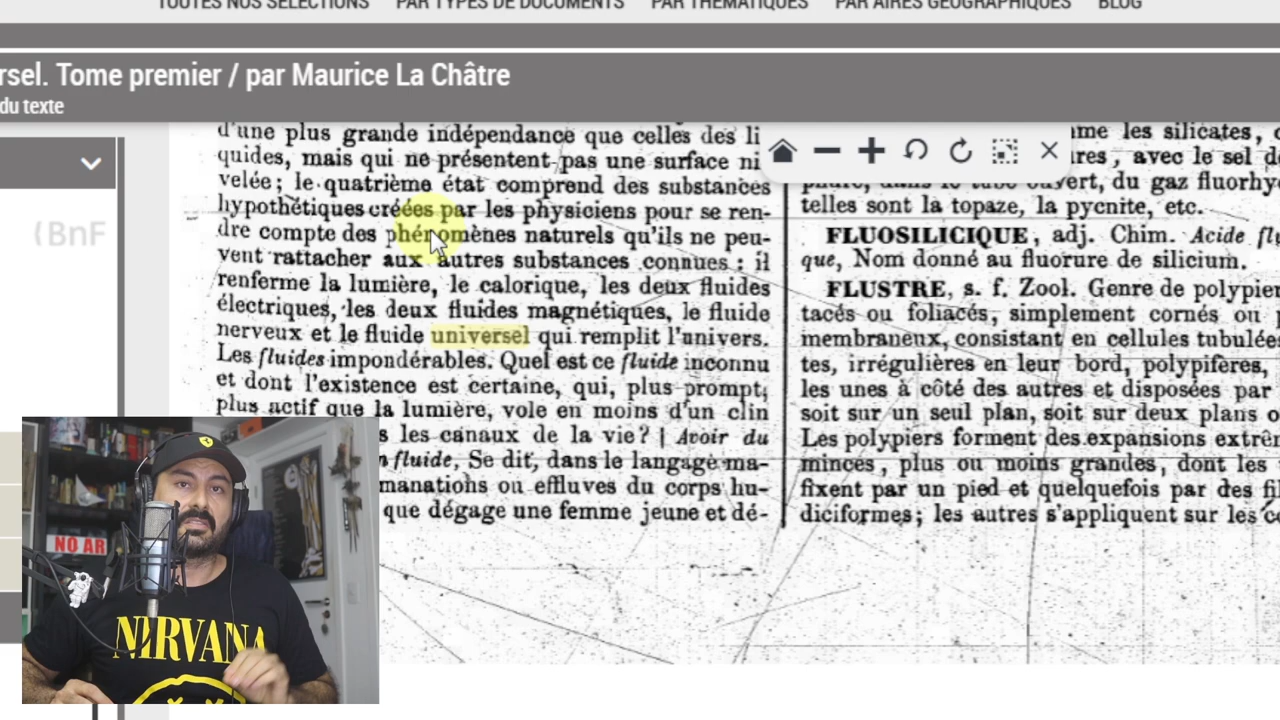 TOUTES NOS SÉLECTIONS PAR TYPES DE DOCUMENTS PAR THÉMATIQUES PAR AIRES GÉOGRAPHIQUES BLOG
rsel. Tome premier / par Maurice La Châtre
du texte
(BnF
d'une plus grande indépendance que celles des li
quides, mais qui ne présentent pas une surface ni
velée; le quatrième état comprend des substances
hypothétiques créées par les physiciens pour se ren-
dre compte des phénomènes naturels qu'ils ne peu-
vent rattacher aux autres substances connues : il
renferme la lumière, le calorique, les deux fluides
électriques, les deux fluides magnétiques, le fluide
nerveux et le fluide universel qui remplit l'univers.
Les fluides impondérables. Quel est ce fluide inconnu
et dont l'existence est certaine, qui, plus prompt,
plus actif que la lumière, vole en moins d'un clin
s les canaux de la vie? | Avoir du
n fluide, Se dit, dans le langage ma-
manations ou effluves du corps hu-
que dégage une femme jeune et dé-
me les silicates,
res, avec le sel d
vert, du gaz fluorhy
telles sont la topaze, la pycnite, etc.
FLUOSILICIQUE, adj. Chim. Acide flu
que, Nom donné au fluorure de silicium.
FLUSTRE, s. f. Zool. Genre de polypier
tacés ou foliacés, simplement cornés ou p
membraneux, consistant en cellules tubulée
tes, irrégulières en leur bord, polypifères,
les unes à côté des autres et disposées par
soit sur un seul plan, soit sur deux plans o
Les polypiers forment des expansions extrêm
minces, plus ou moins grandes, dont les
fixent par un pied et quelquefois par des fil
diciformes; les autres s'appliquent sur les c
NO AR
NIRVANA